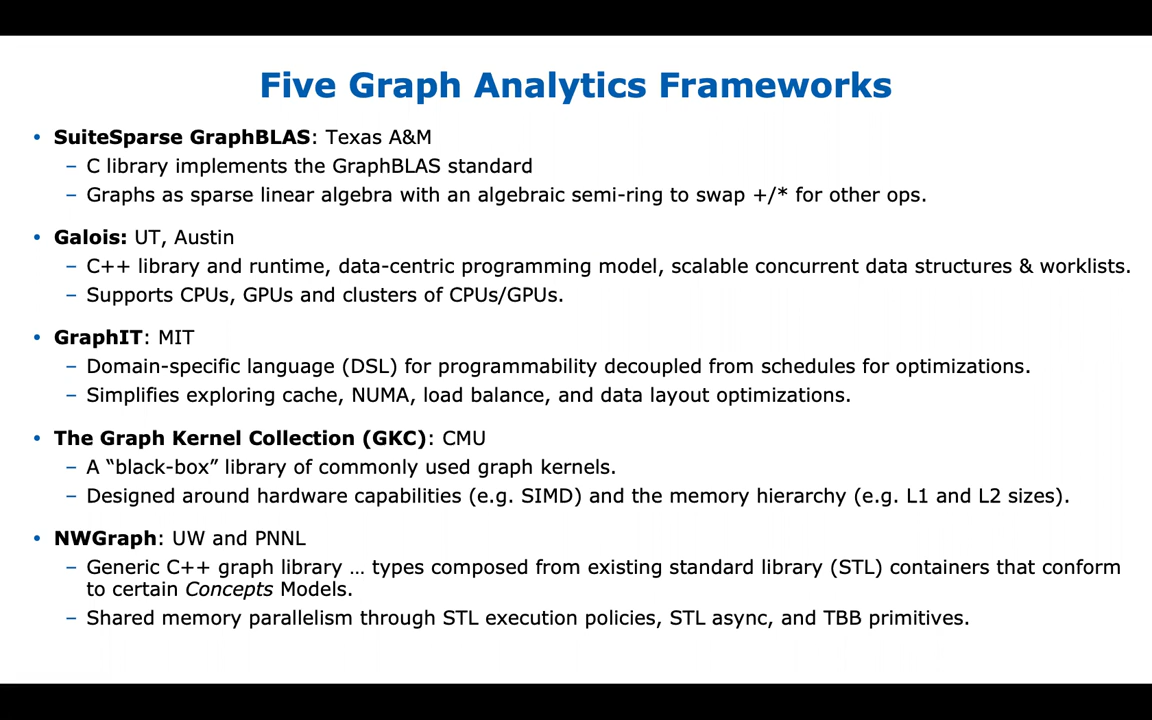 Five Graph Analytics Frameworks
• SuiteSparse GraphBLAS: Texas A&M
– C library implements the GraphBLAS standard
– Graphs as sparse linear algebra with an algebraic semi-ring to swap +/* for other ops.
• Galois: UT, Austin
– C++ library and runtime, data-centric programming model, scalable concurrent data structures & worklists.
– Supports CPUs, GPUs and clusters of CPUs/GPUs.
• GraphIT: MIT
– Domain-specific language (DSL) for programmability decoupled from schedules for optimizations.
– Simplifies exploring cache, NUMA, load balance, and data layout optimizations.
• The Graph Kernel Collection (GKC): CMU
– A “black-box” library of commonly used graph kernels.
– Designed around hardware capabilities (e.g. SIMD) and the memory hierarchy (e.g. L1 and L2 sizes).
• NWGraph: UW and PNNL
– Generic C++ graph library … types composed from existing standard library (STL) containers that conform
to certain Concepts Models.
– Shared memory parallelism through STL execution policies, STL async, and TBB primitives.